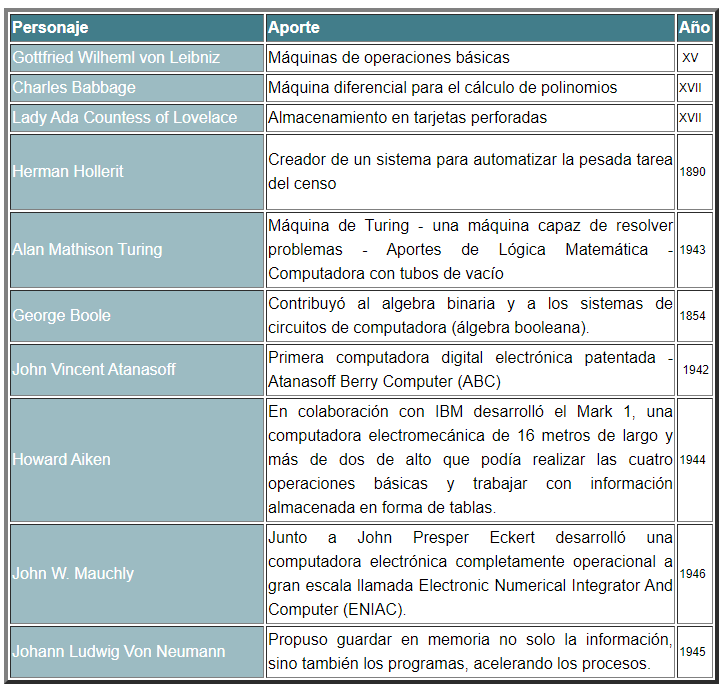 Personaje Aporte Año
Gottfried Wilheml von Leibniz Máquinas de operaciones básicas XV
Charles Babbage Máquina diferencial para el cálculo de polinomios XVII
Lady Ada Countess of Lovelace Almacenamiento en tarjetas perforadas XVII
Herman Hollerit Creador de un sistema para automatizar la pesada tarea
del censo 1890
Alan Mathison Turing Máquina de Turing - una máquina capaz de resolver
problemas - Aportes de Lógica Matemática -
Computadora con tubos de vacío 1943
George Boole Contribuyó al algebra binaria y a los sistemas de
circuitos de computadora (álgebra booleana). 1854
John Vincent Atanasoff Primera computadora digital electrónica patentada -
Atanasoff Berry Computer (ABC) 1942
Howard Aiken En colaboración con IBM desarrolló el Mark 1, una
computadora electromecánica de 16 metros de largo y
más de dos de alto que podía realizar las cuatro
operaciones básicas y trabajar con información
almacenada en forma de tablas. 1944
John W. Mauchly Junto a John Presper Eckert desarrolló una
computadora electrónica completamente operacional a
gran escala llamada Electronic Numerical Integrator And
Computer (ENIAC). 1946
Johann Ludwig Von Neumann Propuso guardar en memoria no solo la información,
sino también los programas, acelerando los procesos. 1945